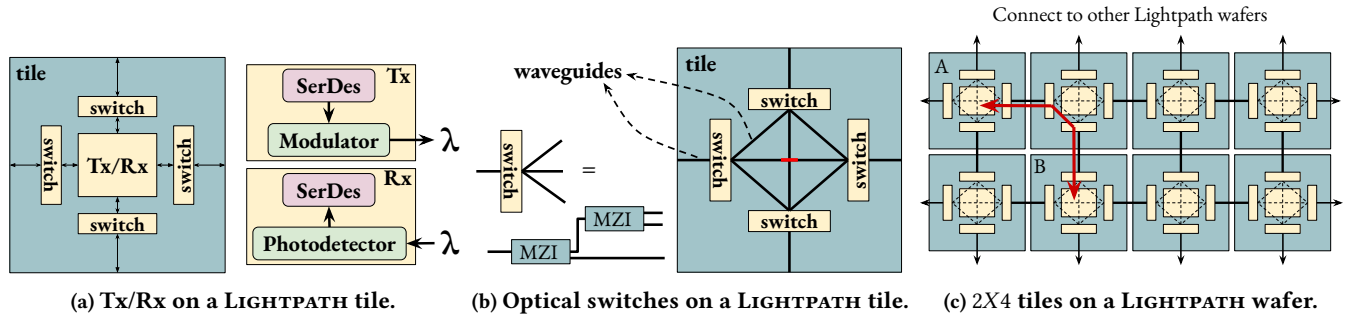 tile
switch
switch
Tx/Rx
switch
switch
Tx
SerDes
Modulator
λ
Rx
SerDes
Photodetector
λ
(a) Tx/Rx on a LIGHTPATH tile.
waveguides
switch
=
MZI
MZI
tile
switch
switch
switch
switch
(b) Optical switches on a LIGHTPATH tile.
Connect to other Lightpath wafers
A
B
(c) 2X4 tiles on a LIGHTPATH wafer.